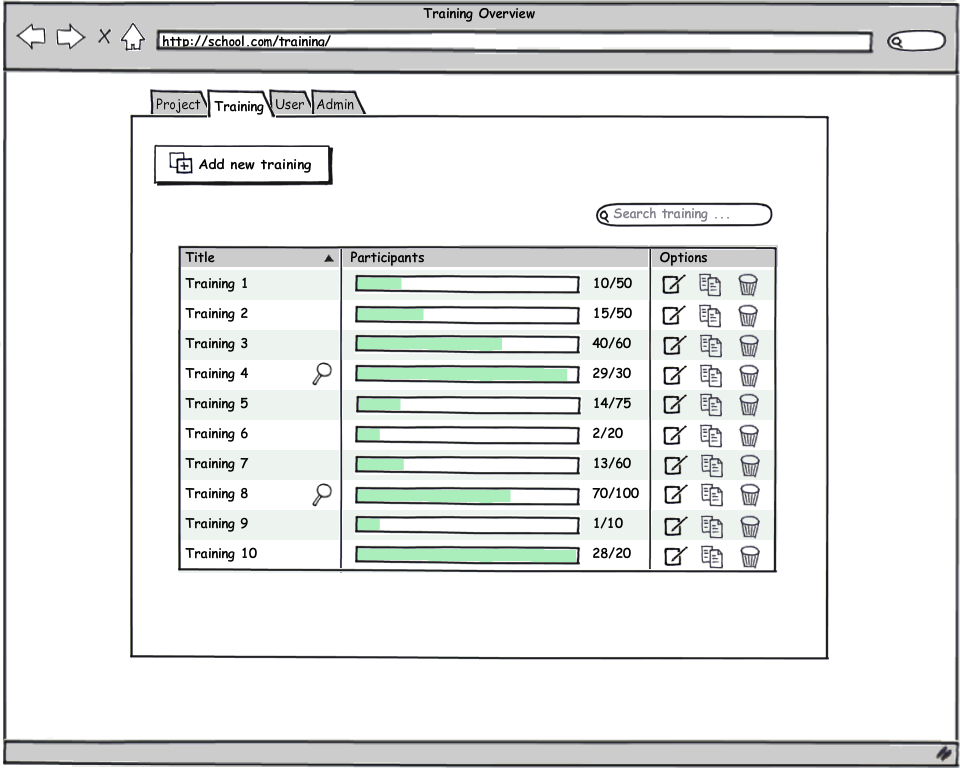 Training Overview
http://school.com/training/
Project Training User Admin
Add new training
Search training ...
Title Participants Options
Training 1 10/50
Training 2 15/50
Training 3 40/60
Training 4 29/30
Training 5 14/75
Training 6 2/20
Training 7 13/60
Training 8 70/100
Training 9 1/10
Training 10 28/20